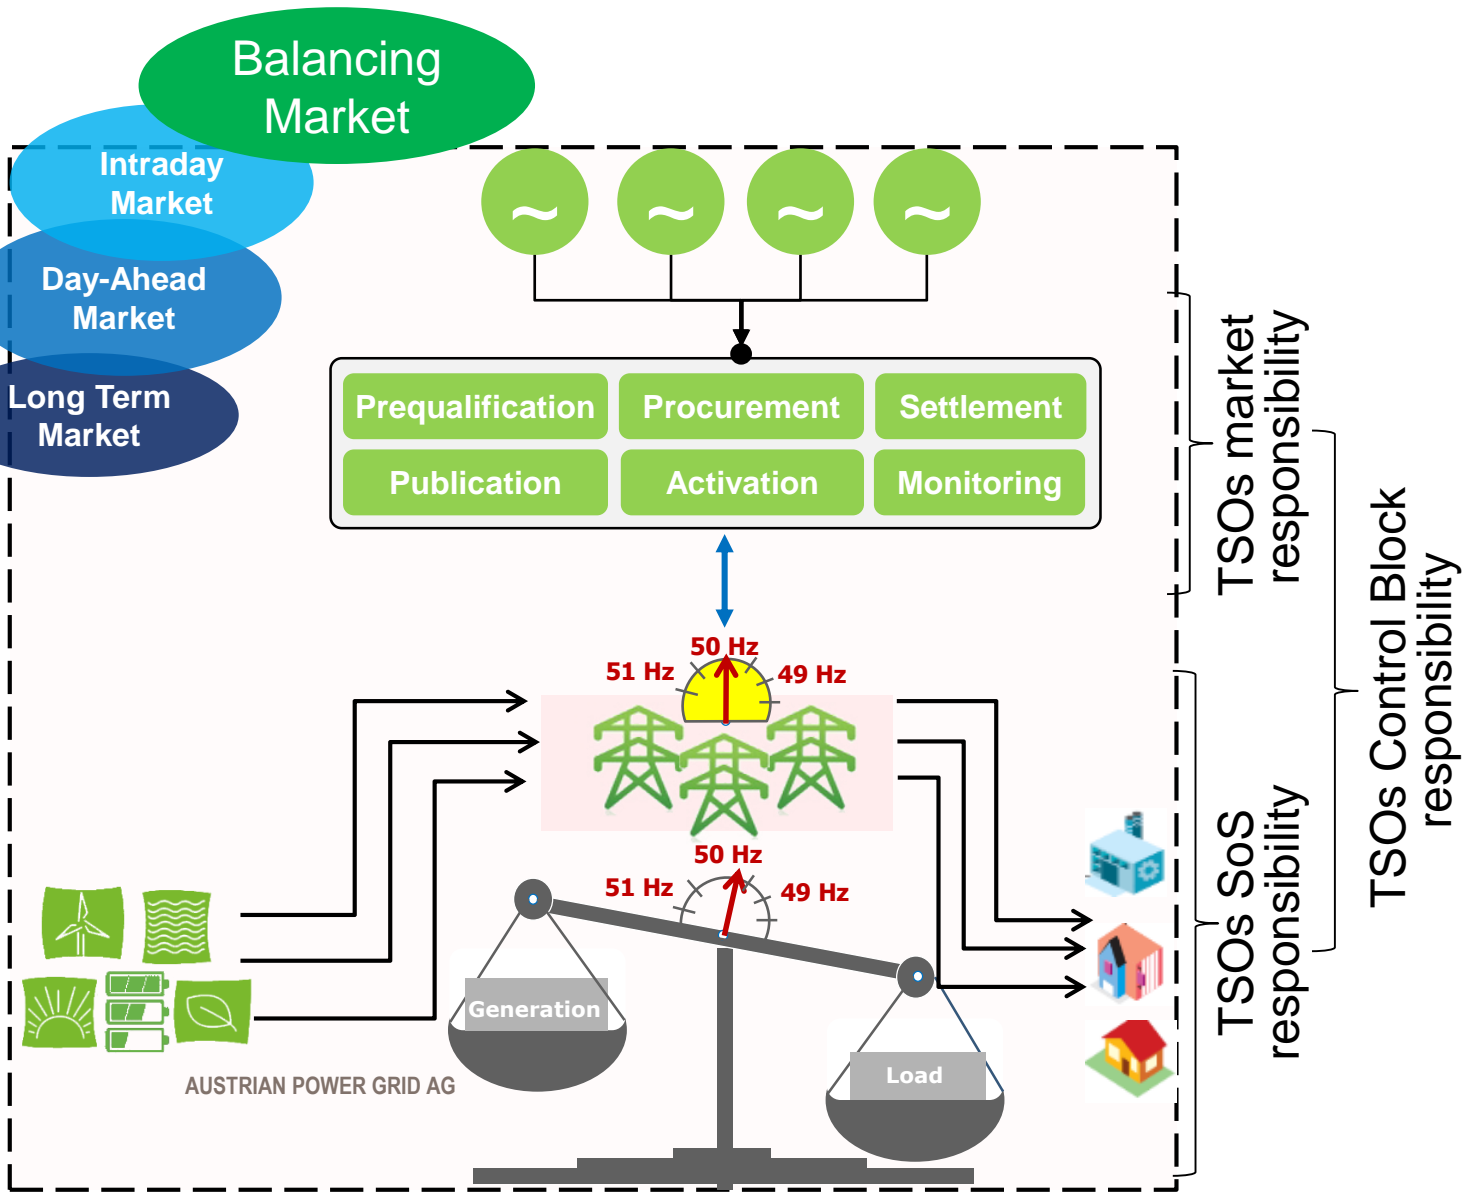 Balancing
Market
Intraday
Market
Day-Ahead
Market
Long Term
Market
~ ~ ~ ~
Prequalification
Procurement
Settlement
Publication
Activation
Monitoring
TSOs market
responsibility
TSOs Control Block
responsibility
TSOs SoS
responsibility
50 Hz
51 Hz
49 Hz
50 Hz
51 Hz
49 Hz
Generation
Load
AUSTRIAN POWER GRID AG